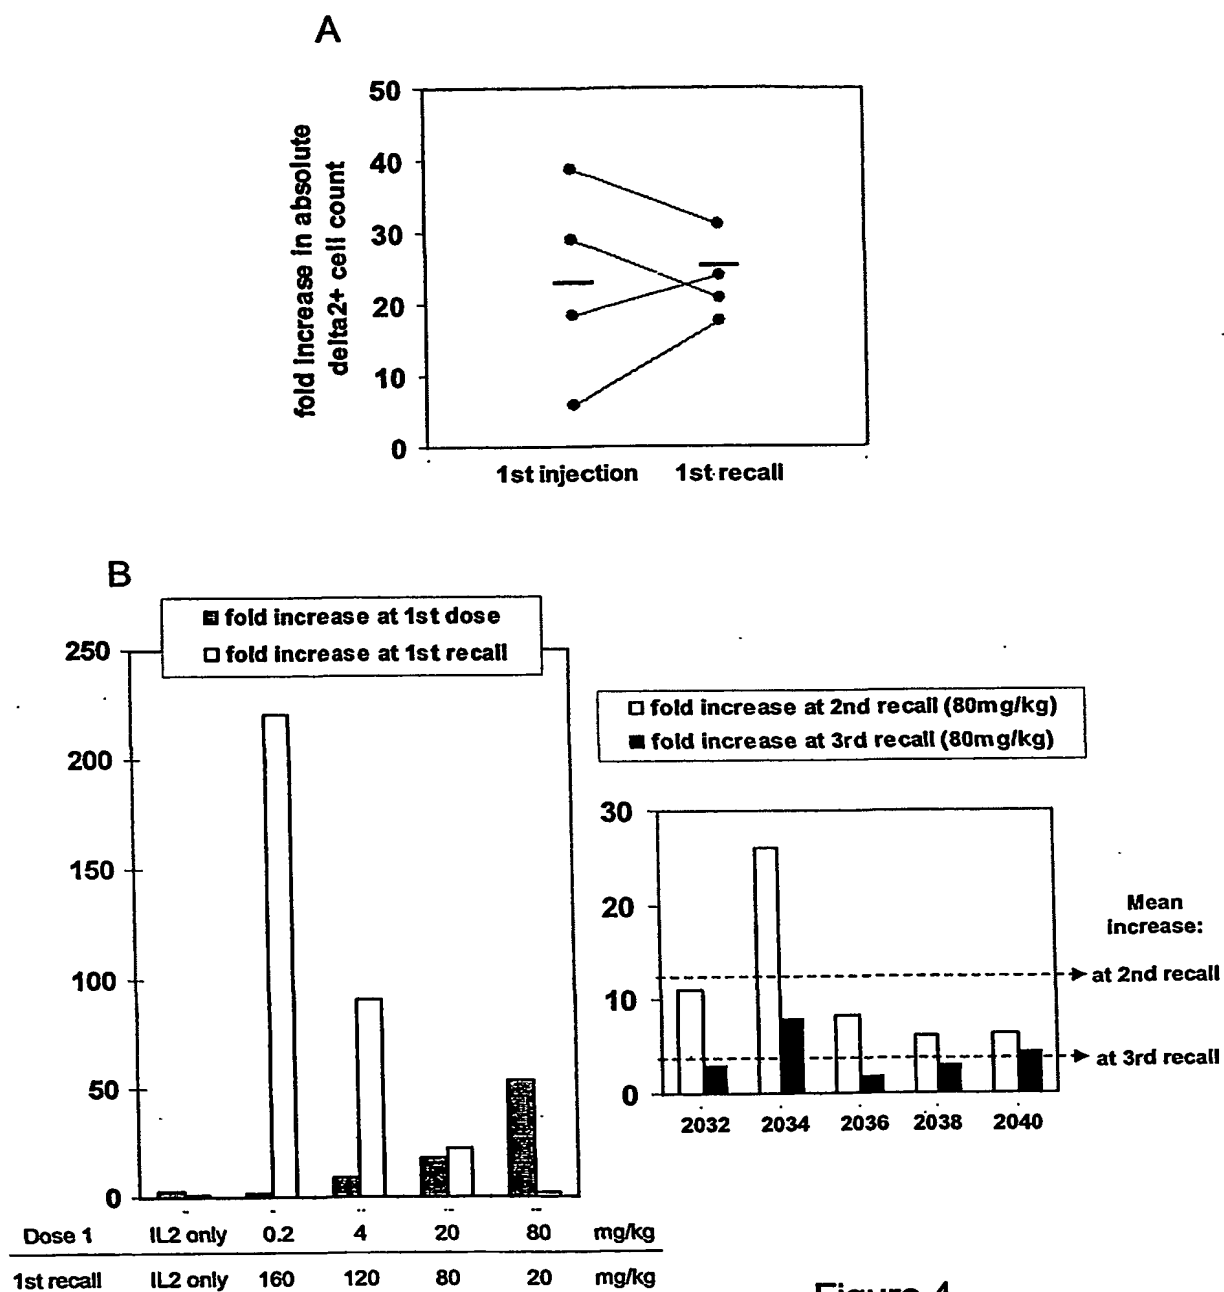 A
50
40
30
20
10
0
fold increase in absolute
delta2+ cell count
1st injection 1st recall
B
fold increase at 1st dose
fold increase at 1st recall
250
200
150
100
50
0
Dose 1 IL2 only 0.2 4 20 80 mg/kg
1st recall IL2 only 160 120 80 20 mg/kg
fold increase at 2nd recall (80mg/kg)
fold increase at 3rd recall (80mg/kg)
30
20
10
0
2032 2034 2036 2038 2040
Mean
increase:
at 2nd recall
at 3rd recall
Figure 4